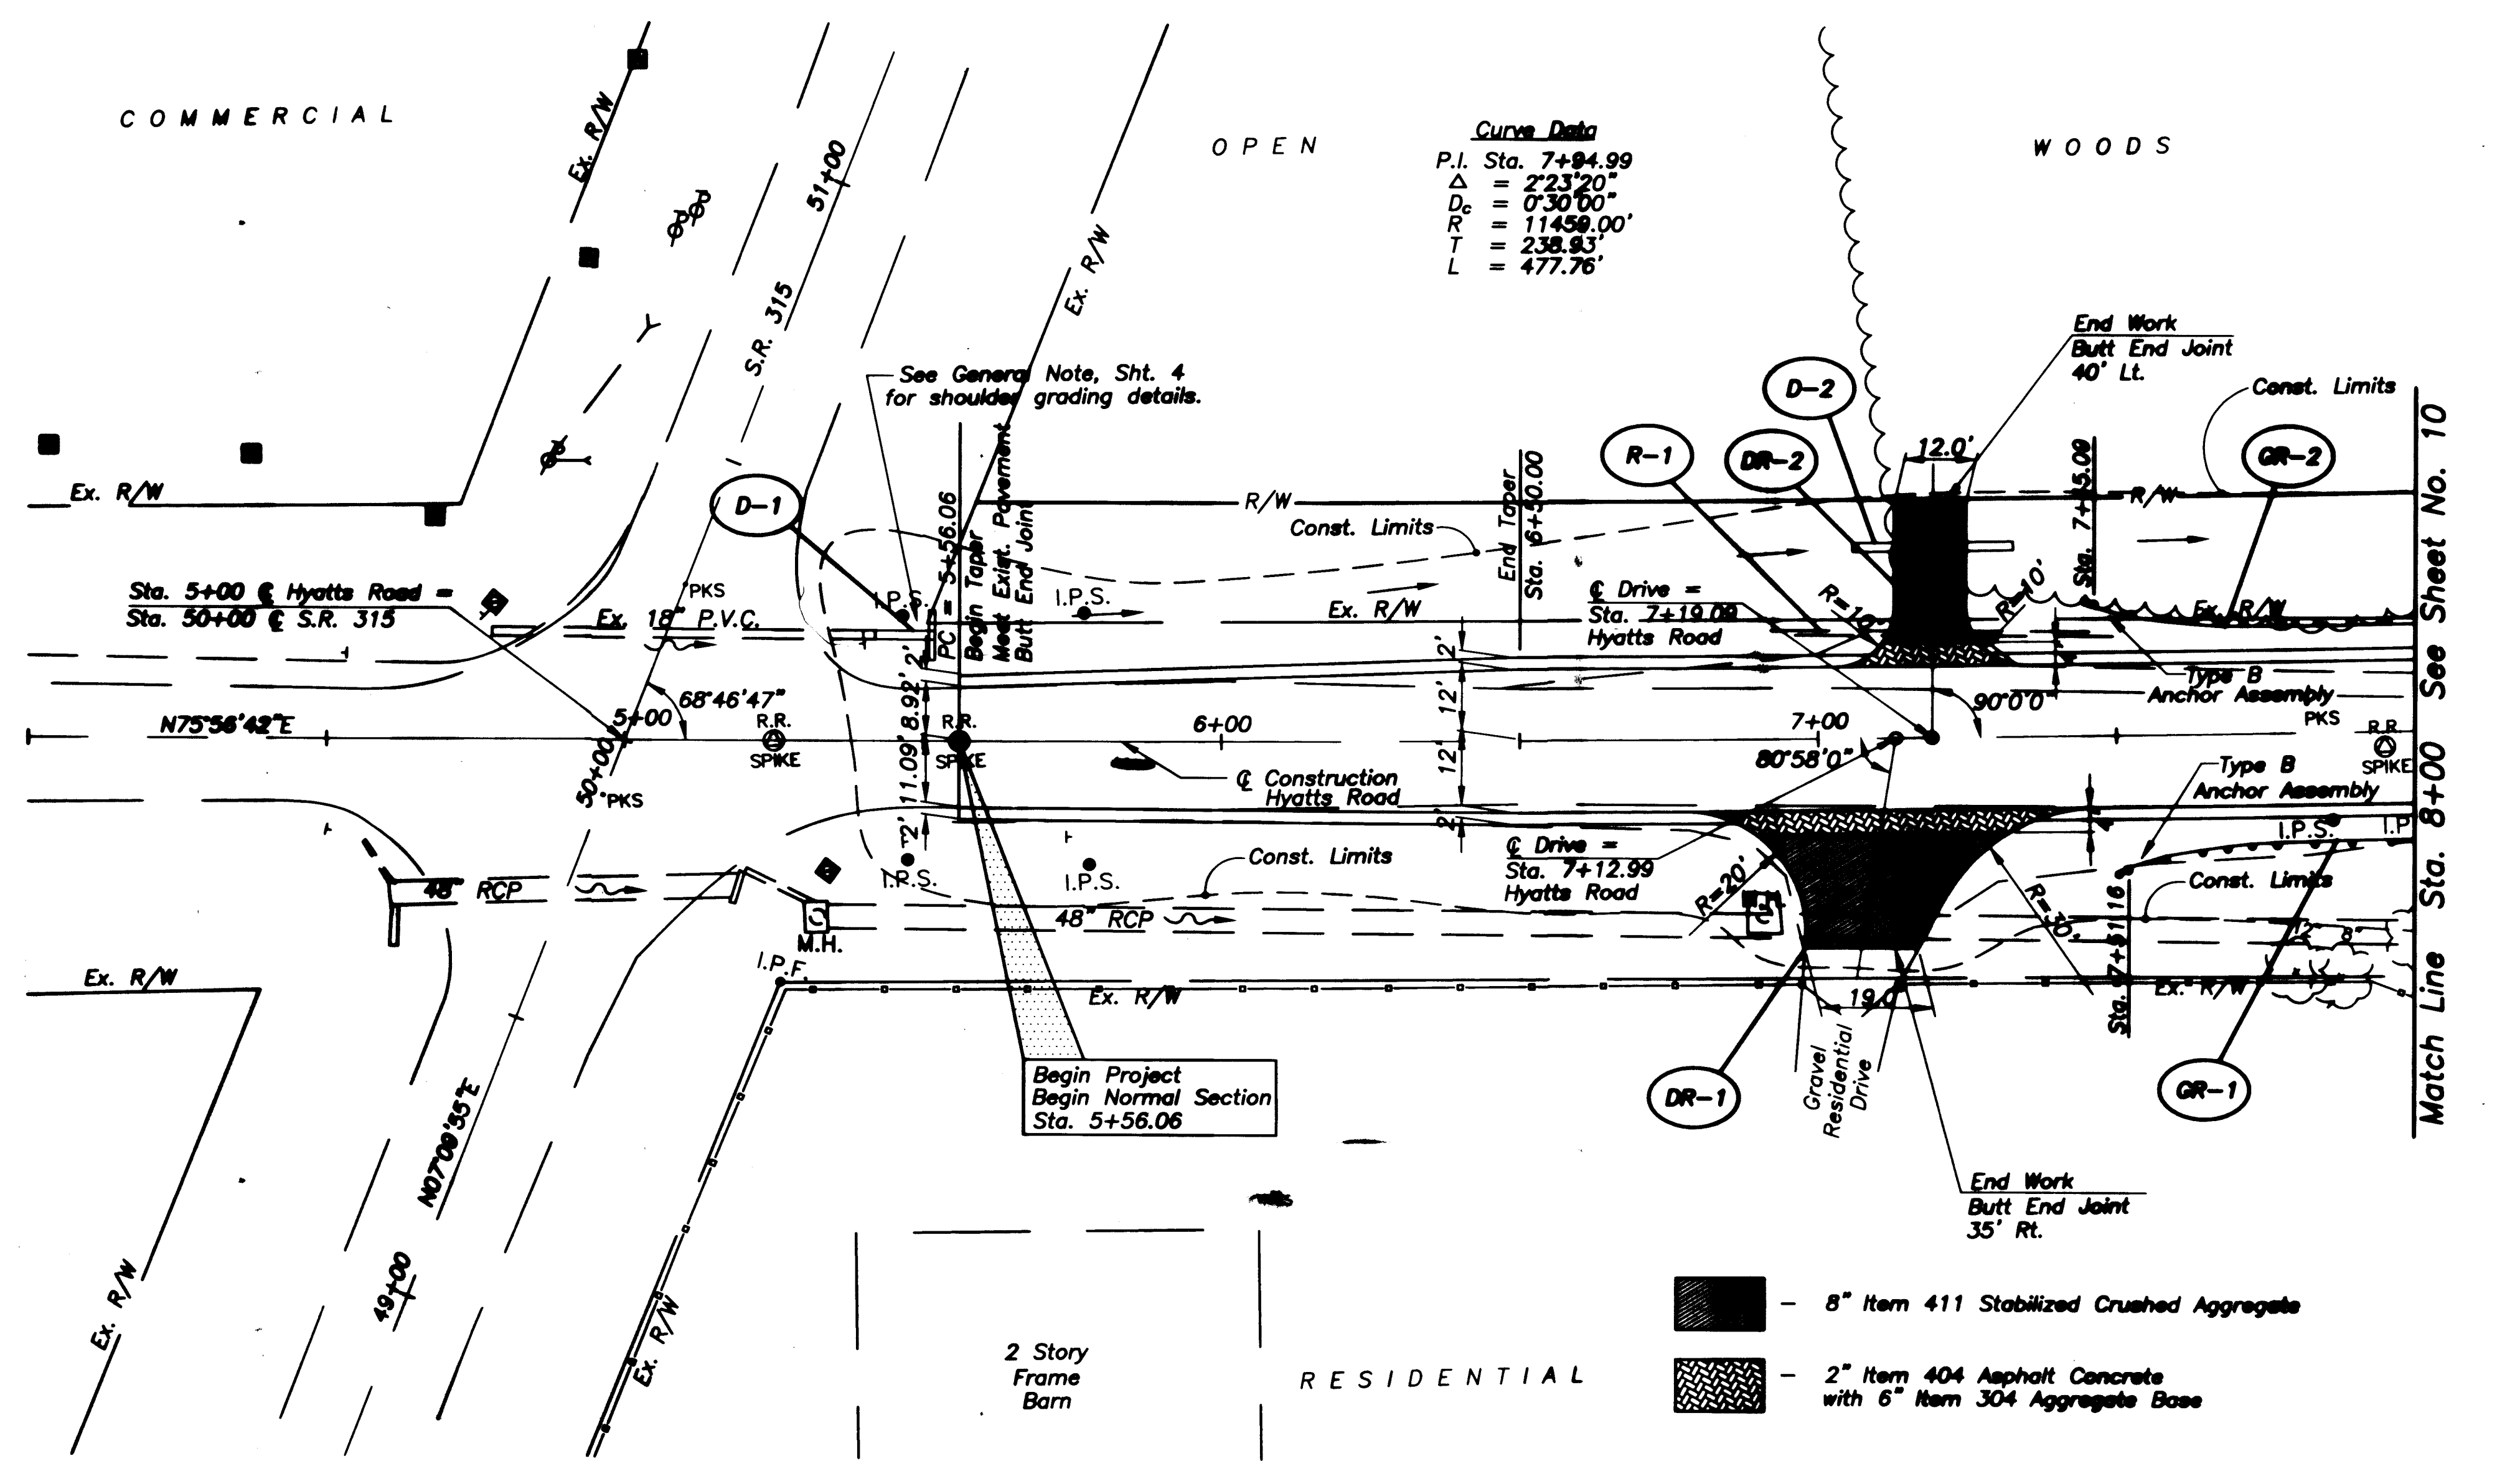 COMMERCIAL
Ex. R/W
51+00
S.R. 315
Ex. R/W
OPEN
Curve Data
P.I. Sta. 7+94.99
Δ = 2°23'20"
Dc = 0°30'00"
R = 11459.00'
T = 238.93'
L = 477.76'
WOODS
End Work
Butt End Joint
40' Lt.
See General Note, Sht. 4
for shoulder grading details.
D-2
Const. Limits
R-1
DR-2
12.0'
GR-2
Ex. R/W
D-1
R/W
Const. Limits
R/W
PC = 5+56.06
Begin Taper
Meet Exist. Pavement
Butt End Joint
End Taper
Sta. 6+50.00
Sta. 5+00 ℄ Hyatts Road =
Sta. 50+00 ℄ S.R. 315
PKS
Ex. 18" P.V.C.
I.P.S.
I.P.S.
Ex. R/W
℄ Drive =
Sta. 7+19.09
Hyatts Road
R=10'
Ex. R/W
Type B
Anchor Assembly
2'
8.92'
11.09'
2'
2'
12'
12'
2'
N75°56'42"E
5+00
68°46'47"
R.R.
SPIKE
R.R.
SPIKE
6+00
7+00
90°0'0"
PKS
R.R.
SPIKE
50+00
PKS
℄ Construction
Hyatts Road
80°58'0"
Type B
Anchor Assembly
48" RCP
M.H.
I.P.S.
I.P.S.
Const. Limits
48" RCP
℄ Drive =
Sta. 7+12.99
Hyatts Road
R=20'
I.P.S.
I.P
Const. Limits
8"
Ex. R/W
I.P.F.
Ex. R/W
19.0'
Ex. R/W
Match Line Sta. 8+00 See Sheet No. 10
Begin Project
Begin Normal Section
Sta. 5+56.06
DR-1
Gravel
Residential
Drive
GR-1
N07°09'55"E
49+00
Ex. R/W
Ex. R/W
End Work
Butt End Joint
35' Rt.
2 Story
Frame
Barn
RESIDENTIAL
- 8" Item 411 Stabilized Crushed Aggregate
- 2" Item 404 Asphalt Concrete
with 6" Item 304 Aggregate Base